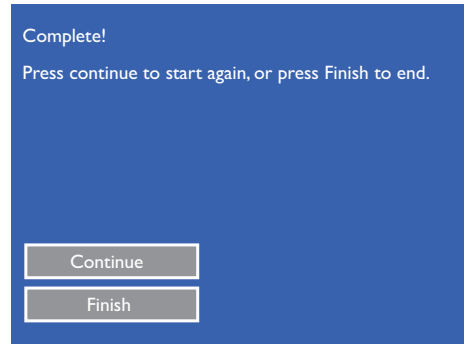 Complete!
Press continue to start again, or press Finish to end.
Continue
Finish